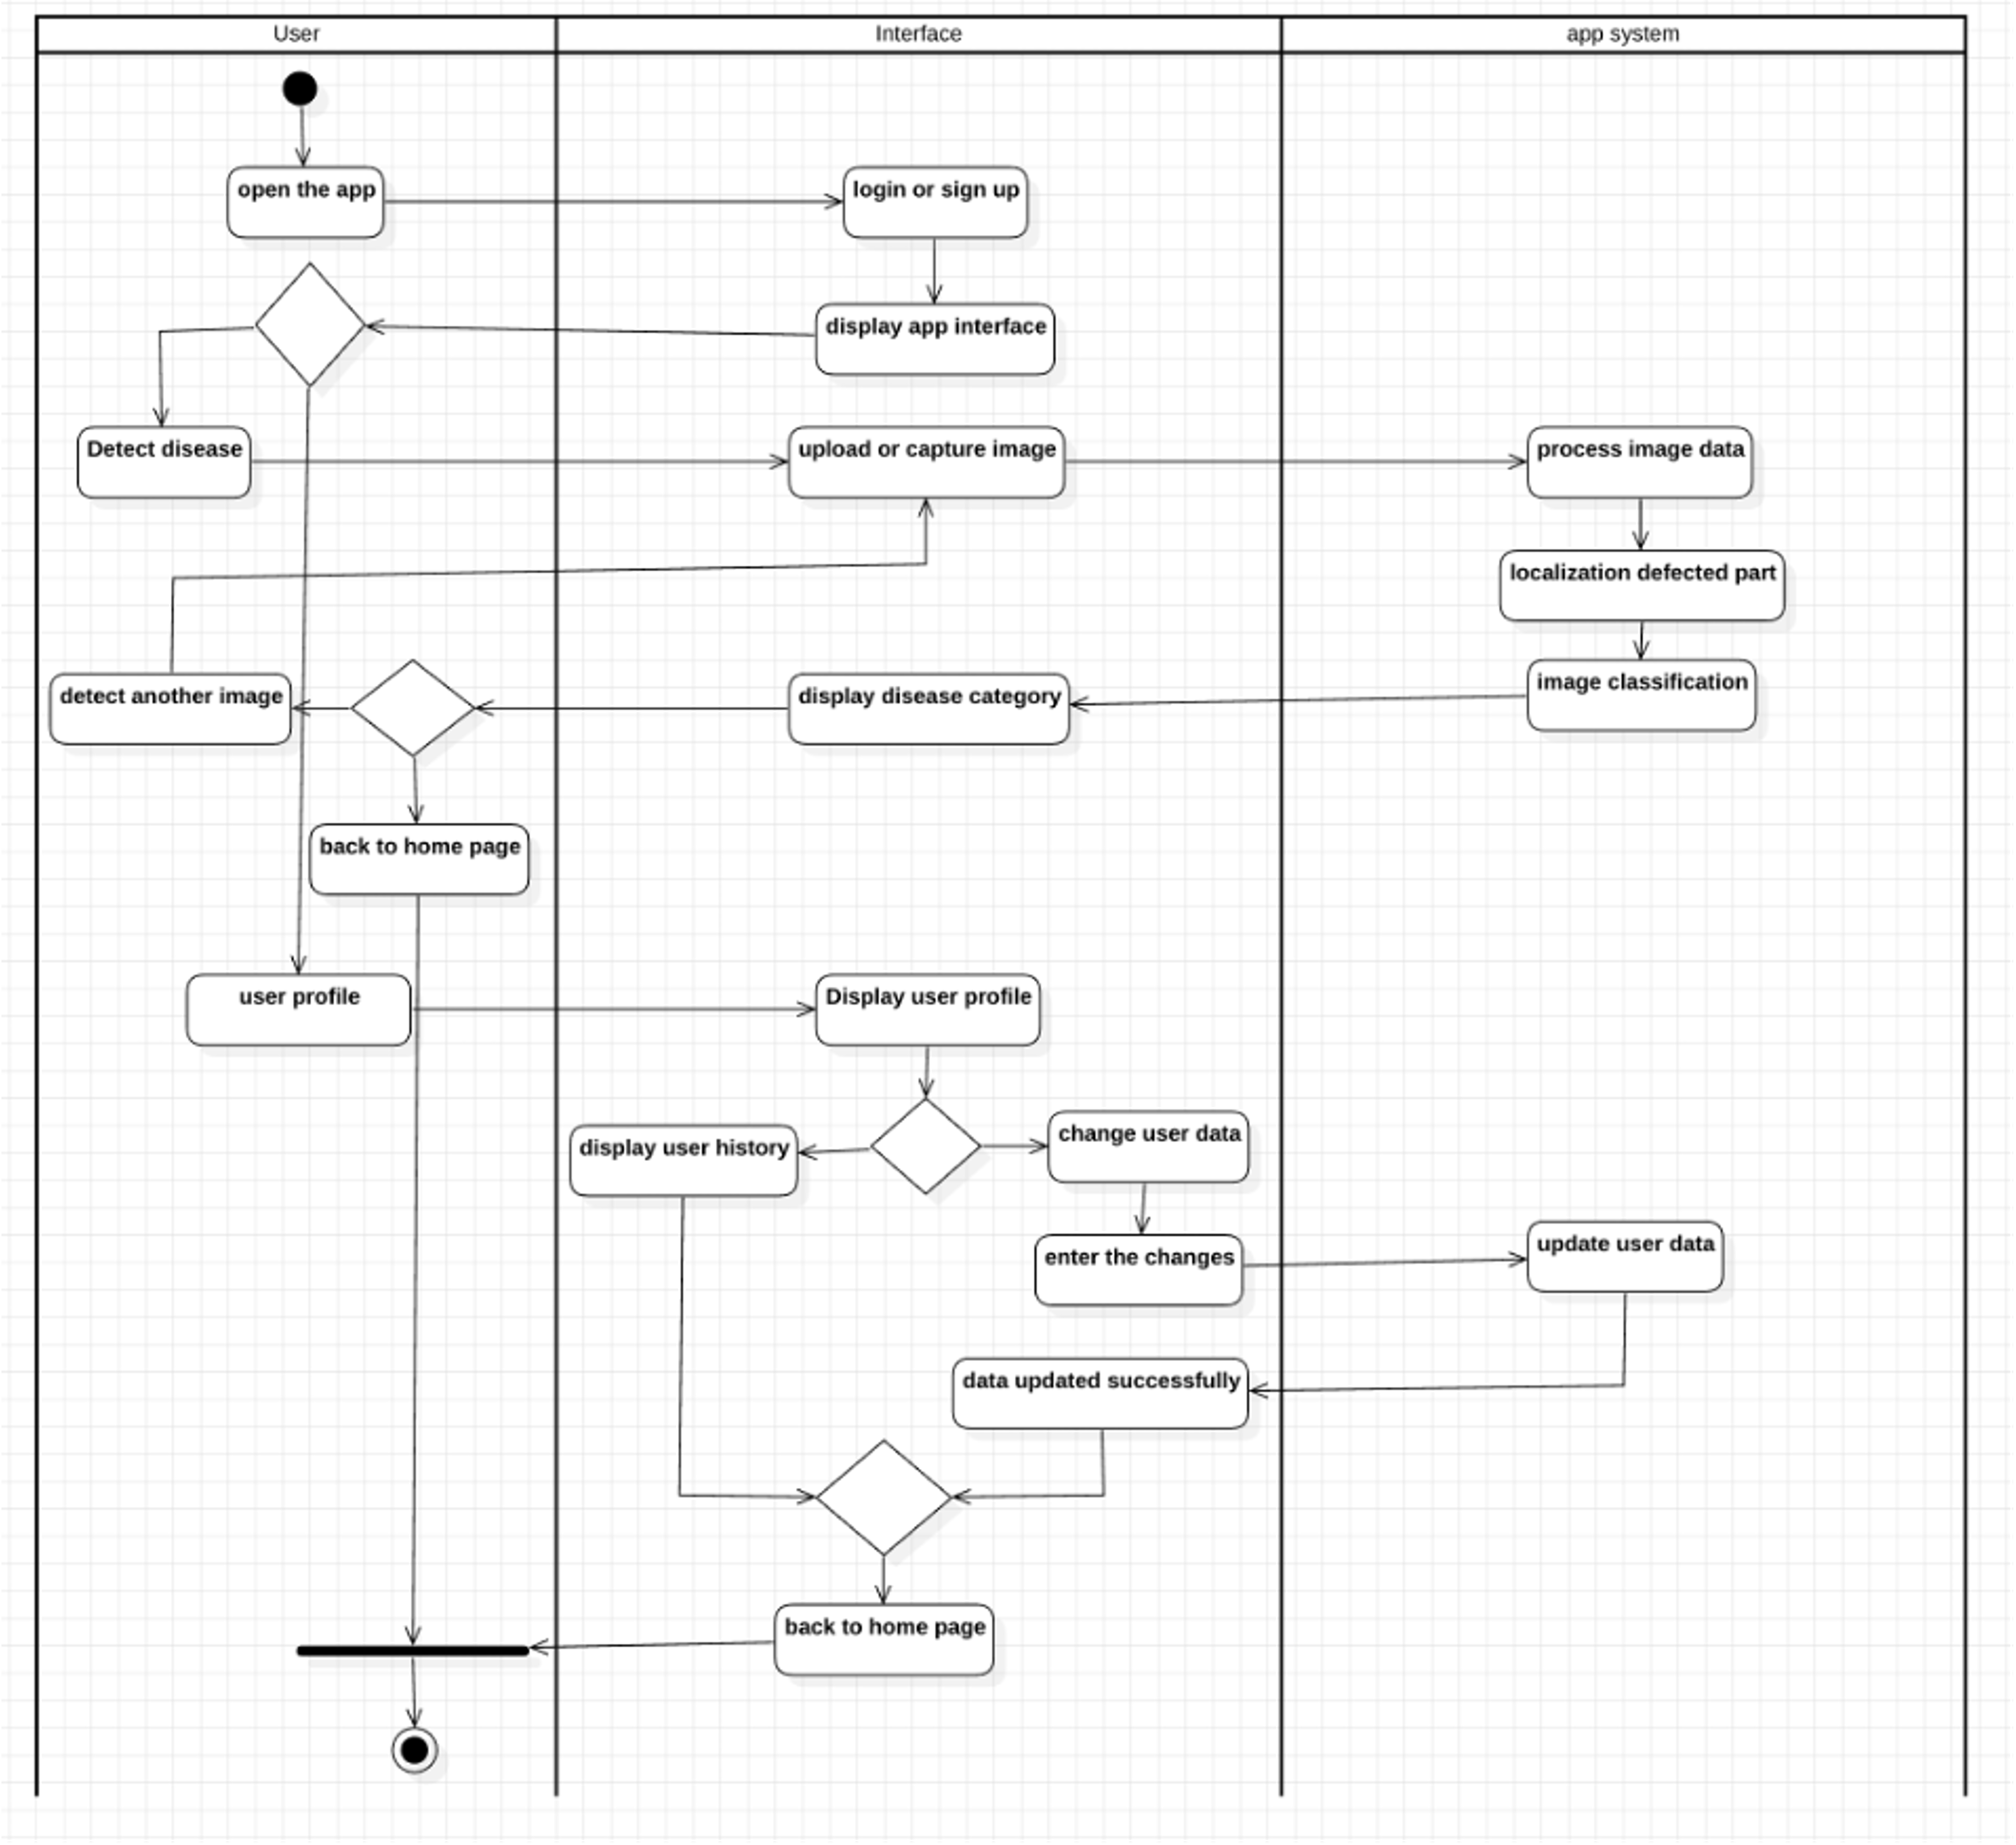 User
Interface
app system
open the app
login or sign up
display app interface
Detect disease
upload or capture image
process image data
localization defected part
detect another image
display disease category
image classification
back to home page
user profile
Display user profile
display user history
change user data
enter the changes
update user data
data updated successfully
back to home page